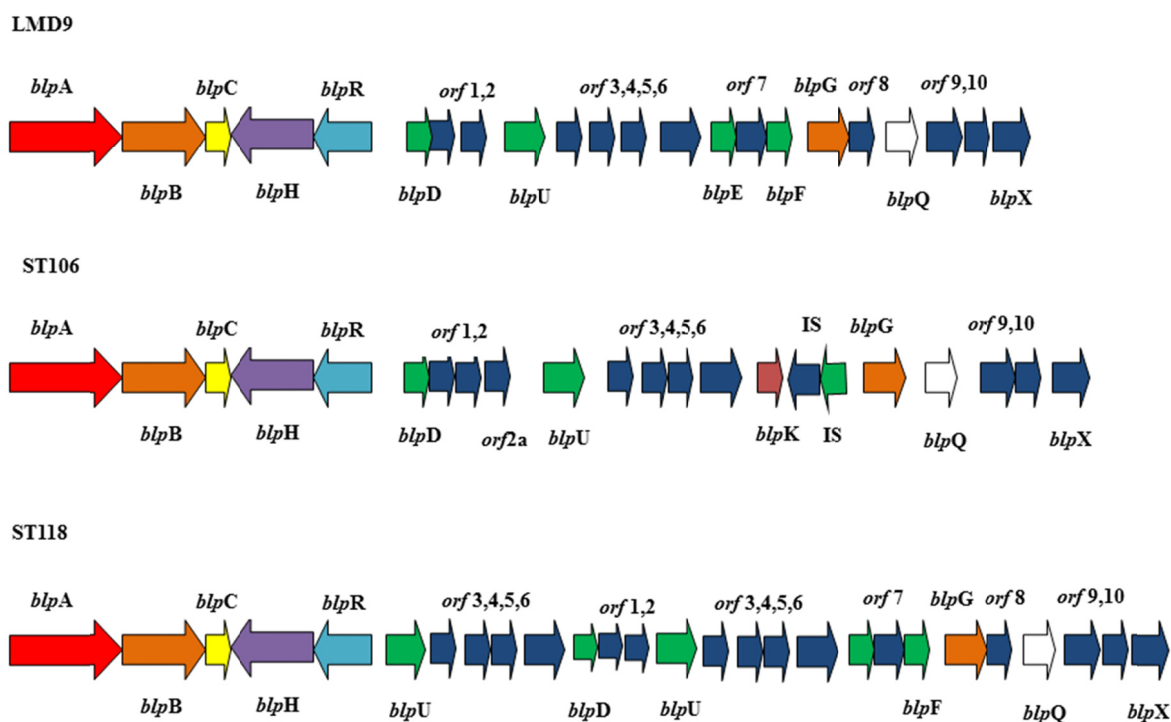 LMD9
blpA blpC blpR orf 1,2 orf 3,4,5,6 orf 7 blpG orf 8 orf 9,10
blpB blpH blpD blpU blpE blpF blpQ blpX
ST106
blpA blpC blpR orf 1,2 orf 3,4,5,6 IS blpG orf 9,10
blpB blpH blpD orf2a blpU blpK IS blpQ blpX
ST118
blpA blpC blpR orf 3,4,5,6 orf 1,2 orf 3,4,5,6 orf 7 blpG orf 8 orf 9,10
blpB blpH blpU blpD blpU blpF blpQ blpX